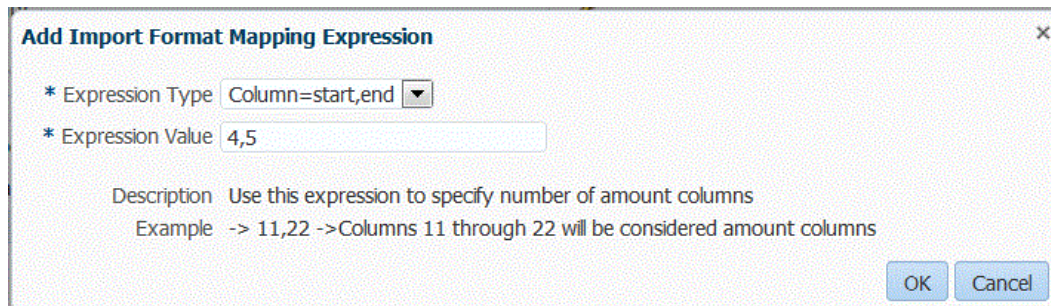 Add Import Format Mapping Expression ×
* Expression Type Column=start,end
* Expression Value 4,5
Description Use this expression to specify number of amount columns
Example -> 11,22 ->Columns 11 through 22 will be considered amount columns
OK Cancel